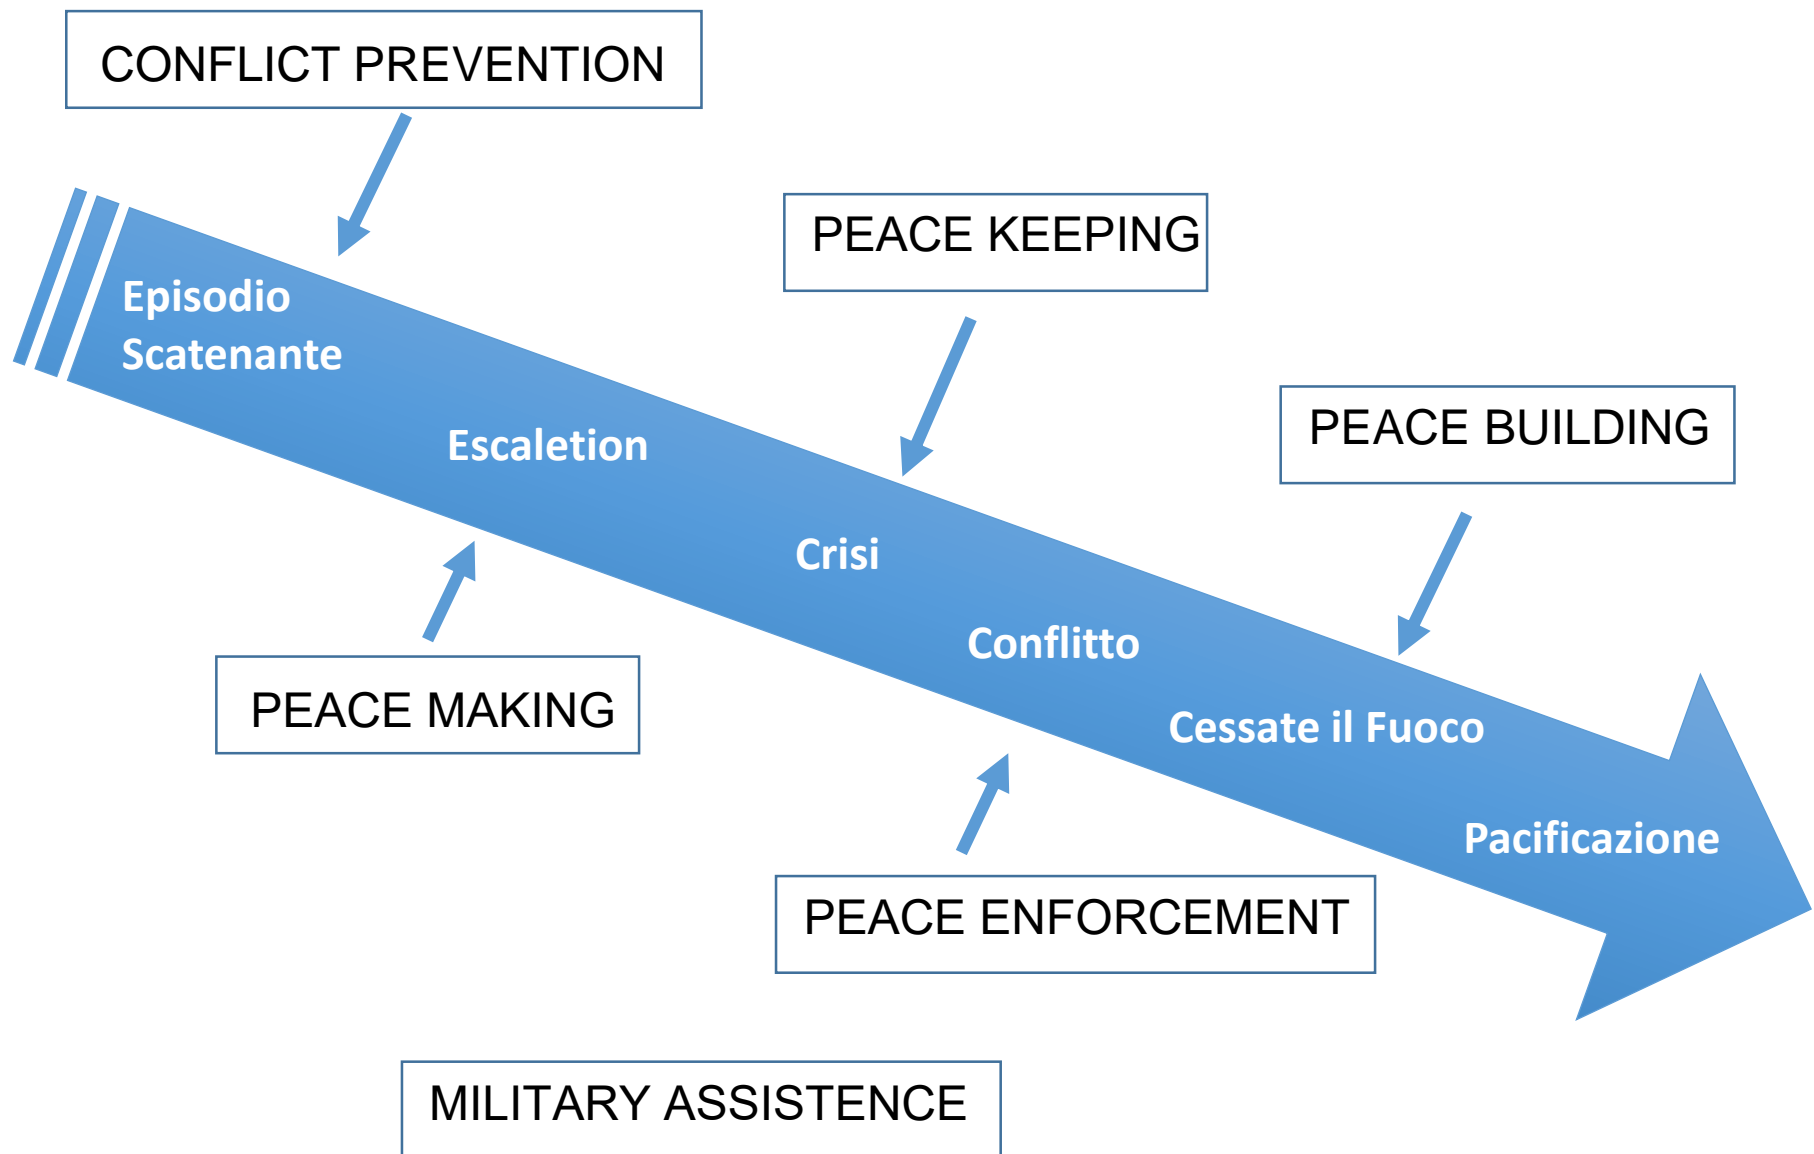 CONFLICT PREVENTION
PEACE KEEPING
Episodio
Scatenante
PEACE BUILDING
Escaletion
Crisi
Conflitto
PEACE MAKING
Cessate il Fuoco
Pacificazione
PEACE ENFORCEMENT
MILITARY ASSISTENCE